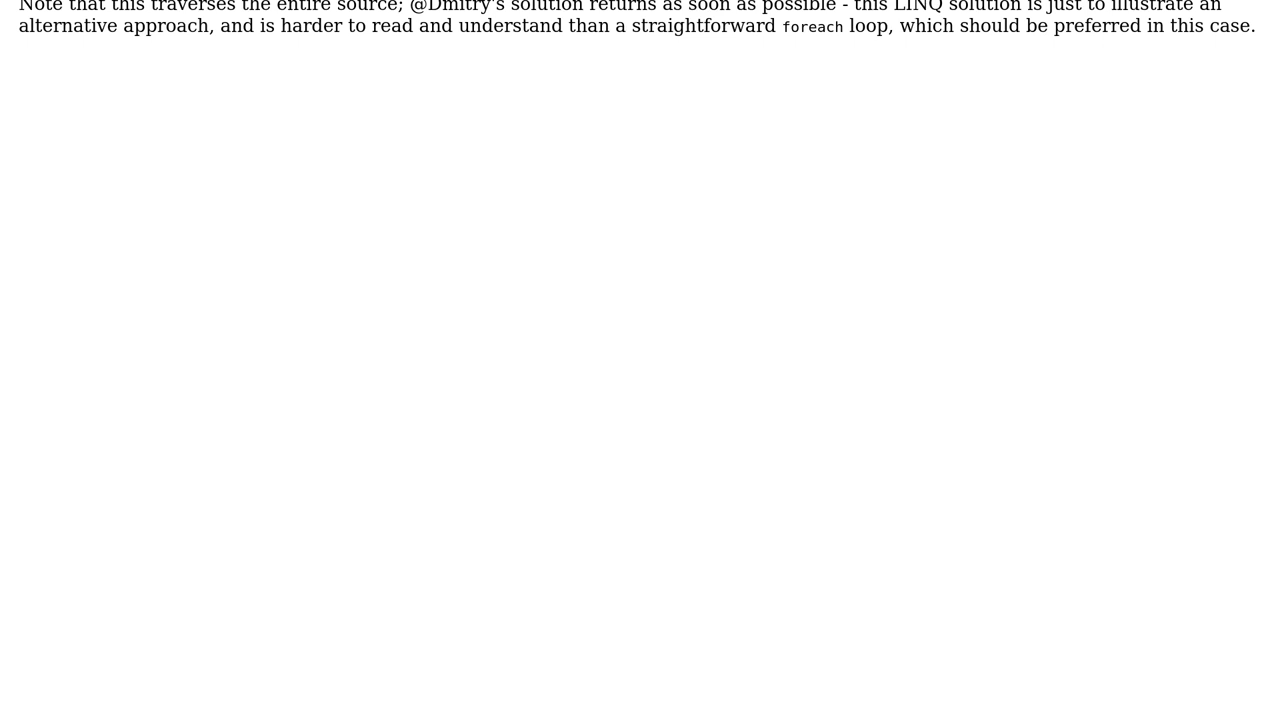 Note that this traverses the entire source; @Dmitry's solution returns as soon as possible - this LINQ solution is just to illustrate an
alternative approach, and is harder to read and understand than a straightforward foreach loop, which should be preferred in this case.